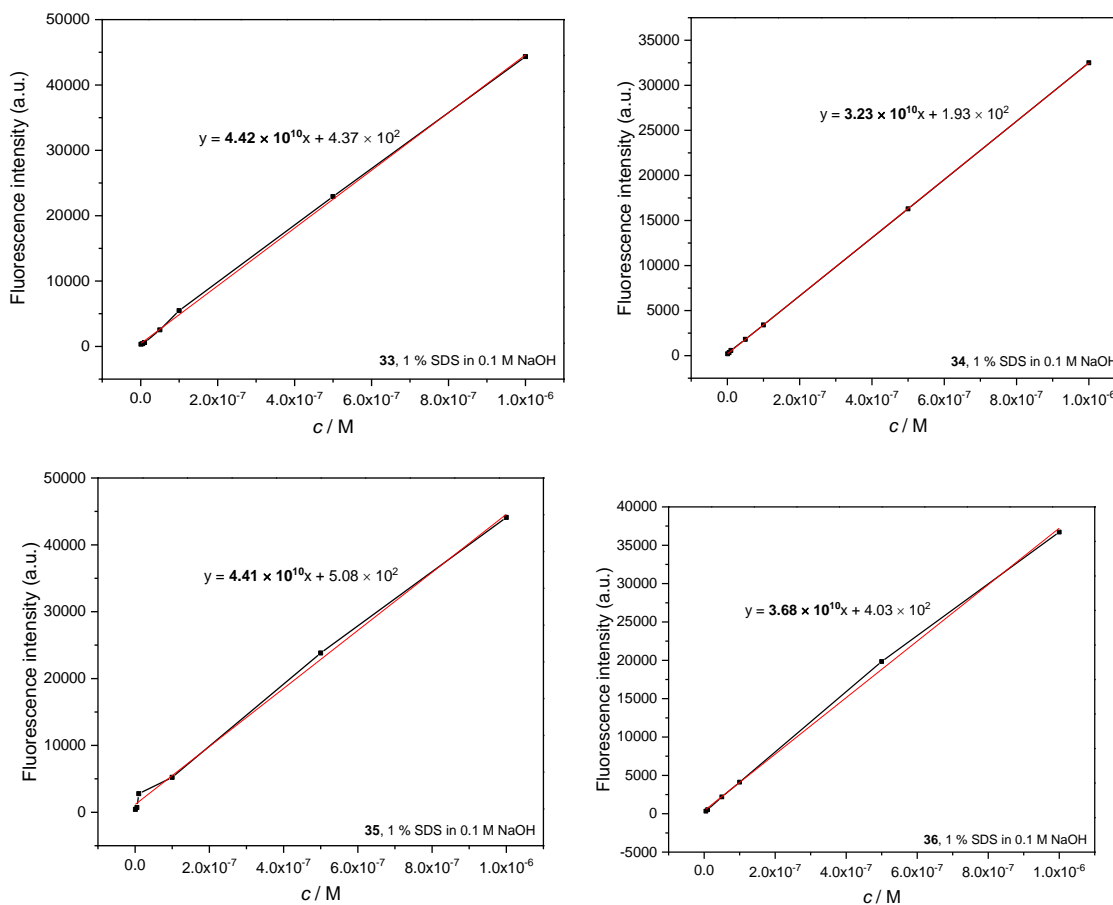 50000
40000
30000
20000
10000
0
Fluorescence intensity (a.u.)
y = 4.42 × 10¹⁰x + 4.37 × 10²
33, 1 % SDS in 0.1 M NaOH
0.0 2.0x10⁻⁷ 4.0x10⁻⁷ 6.0x10⁻⁷ 8.0x10⁻⁷ 1.0x10⁻⁶
c / M
35000
30000
25000
20000
15000
10000
5000
0
Fluorescence intensity (a.u.)
y = 3.23 × 10¹⁰x + 1.93 × 10²
34, 1 % SDS in 0.1 M NaOH
0.0 2.0x10⁻⁷ 4.0x10⁻⁷ 6.0x10⁻⁷ 8.0x10⁻⁷ 1.0x10⁻⁶
c / M
50000
40000
30000
20000
10000
0
Fluorescence intensity (a.u.)
y = 4.41 × 10¹⁰x + 5.08 × 10²
35, 1 % SDS in 0.1 M NaOH
0.0 2.0x10⁻⁷ 4.0x10⁻⁷ 6.0x10⁻⁷ 8.0x10⁻⁷ 1.0x10⁻⁶
c / M
40000
35000
30000
25000
20000
15000
10000
5000
0
-5000
Fluorescence intensity (a.u.)
y = 3.68 × 10¹⁰x + 4.03 × 10²
36, 1 % SDS in 0.1 M NaOH
0.0 2.0x10⁻⁷ 4.0x10⁻⁷ 6.0x10⁻⁷ 8.0x10⁻⁷ 1.0x10⁻⁶
c / M